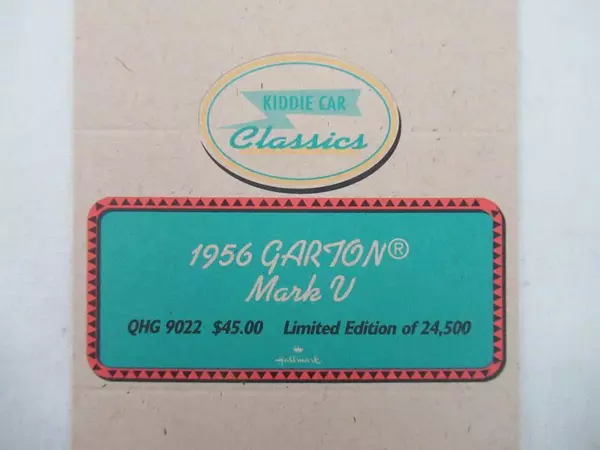 KIDDIE CAR
Classics
1956 GARTON®
Mark V
QHG 9022 $45.00 Limited Edition of 24,500
Hallmark